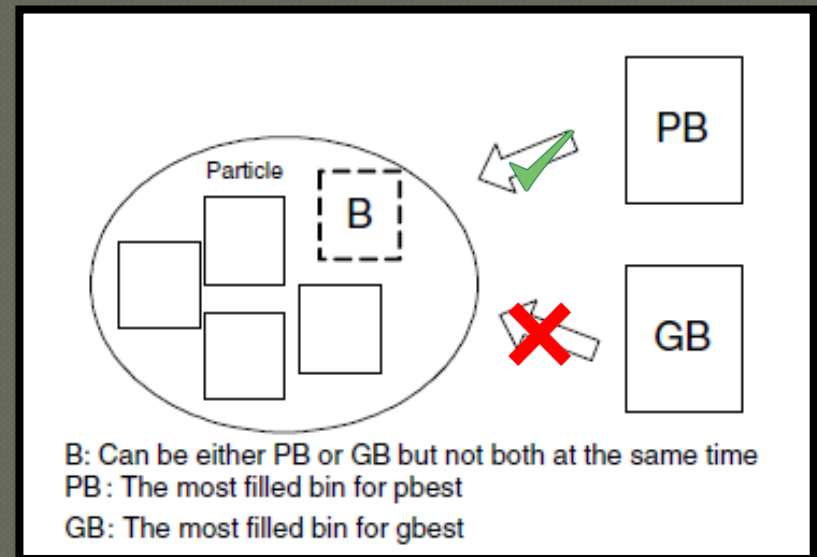 PB
Particle
B
GB
B: Can be either PB or GB but not both at the same time
PB : The most filled bin for pbest
GB: The most filled bin for gbest